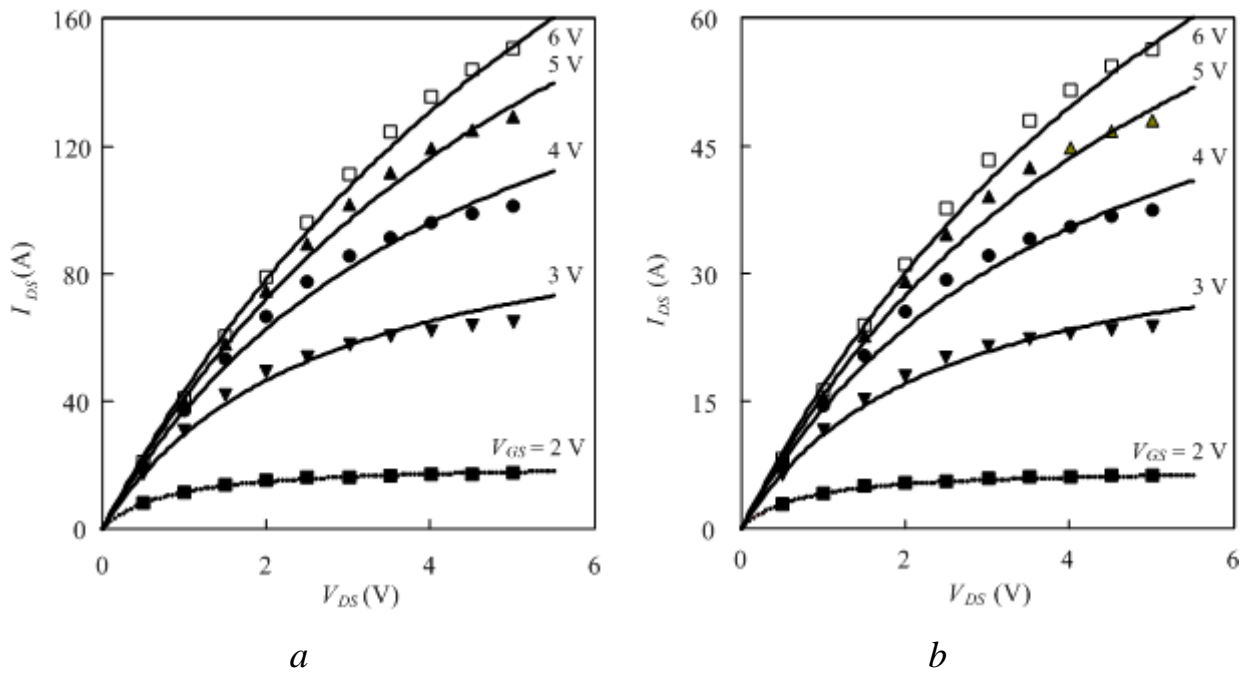 160
120
80
40
0
0
2
4
6
I_DS (A)
V_DS (V)
6 V
5 V
4 V
3 V
V_GS = 2 V
a
60
45
30
15
0
0
2
4
6
I_DS (A)
V_DS (V)
6 V
5 V
4 V
3 V
V_GS = 2 V
b